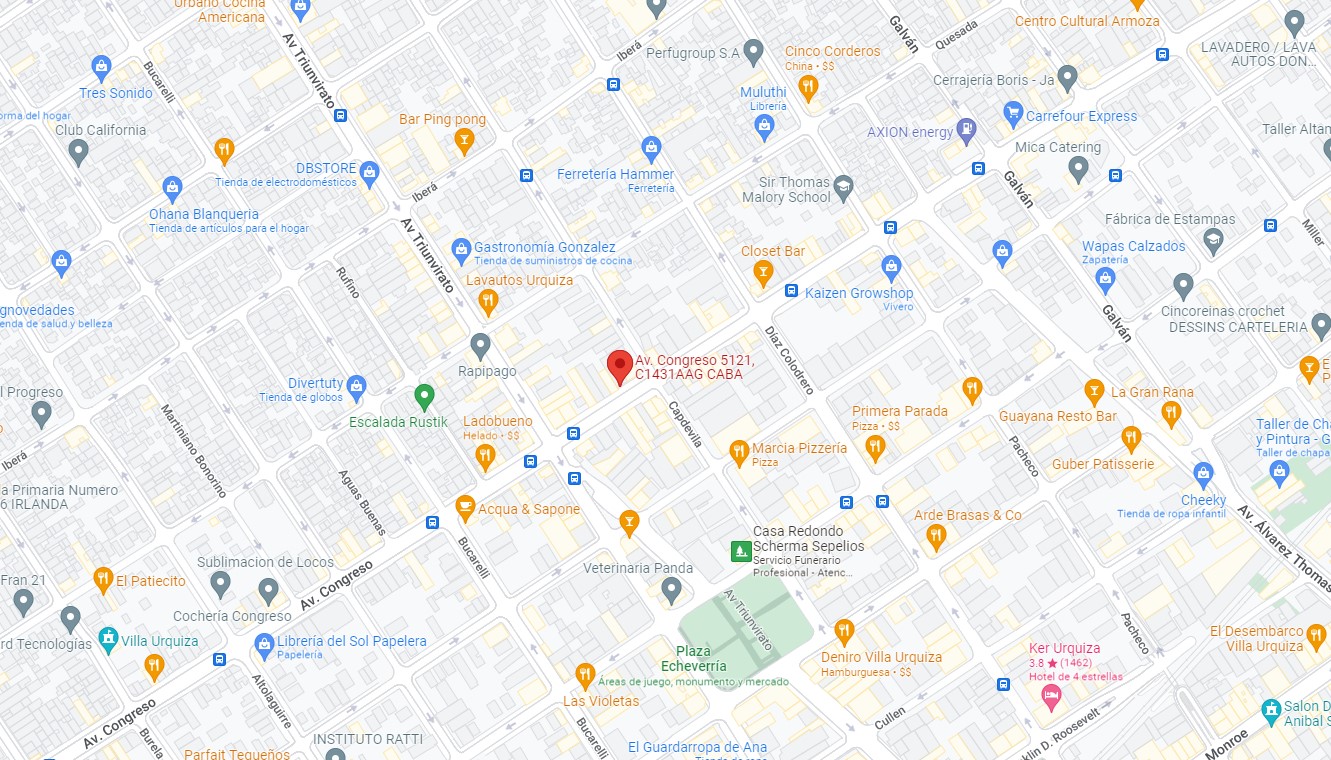 Urbano Cocina
Americana
Av Triunvirato
Iberá
Perfugroup S.A
Cinco Corderos
China • $$
Galván
Quesada
Centro Cultural Armoza
LAVADERO / LAVA
AUTOS DON...
Bucarelli
Tres Sonido
Muluthi
Librería
Cerrajería Boris - Ja
orma del hogar
Club California
Bar Ping pong
AXION energy
Carrefour Express
Taller Altam
Mica Catering
DBSTORE
Tienda de electrodomésticos
Ferretería Hammer
Ferretería
Sir Thomas
Malory School
Iberá
Galván
Ohana Blanqueria
Tienda de artículos para el hogar
Av Triunvirato
Fábrica de Estampas
Miller
Gastronomía Gonzalez
Tienda de suministros de cocina
Closet Bar
Wapas Calzados
Zapatería
Rufino
Lavautos Urquiza
Kaizen Growshop
Vivero
gnovedades
enda de salud y belleza
Cincoreinas crochet
DESSINS CARTELERIA
Galván
Díaz Colodrero
Rapipago
Av. Congreso 5121,
C1431AAG CABA
Divertuty
Tienda de globos
l Progreso
Escalada Rustik
Martiniano Bonorino
Capdevila
La Gran Rana
Primera Parada
Pizza • $$
Guayana Resto Bar
Ladobueno
Helado • $$
Taller de Cha
y Pintura - G
Taller de chapa
Marcia Pizzería
Pizza
Iberá
Pacheco
Guber Patisserie
a Primaria Numero
6 IRLANDA
Aguas Buenas
Cheeky
Tienda de ropa infantil
Acqua & Sapone
Arde Brasas & Co
Av. Álvarez Thomas
Casa Redondo
Scherma Sepelios
Servicio Funerario
Profesional - Atenc...
Bucarelli
Sublimacion de Locos
Veterinaria Panda
Fran 21
El Patiecito
Av. Congreso
Cochería Congreso
Av Triunvirato
Pacheco
rd Tecnologías
Villa Urquiza
Librería del Sol Papelera
Papelería
El Desembarco
Villa Urquiza
Plaza
Echeverría
Áreas de juego, monumento y mercado
Deniro Villa Urquiza
Hamburguesa • $$
Ker Urquiza
3.8 ★ (1462)
Hotel de 4 estrellas
Altolaguirre
Las Violetas
Cullen
Salon D
Anibal S
Av. Congreso
Burela
Bucarelli
klin D. Roosevelt
Monroe
INSTITUTO RATTI
El Guardarropa de Ana
Tienda de ropa
Parfait Tequeños